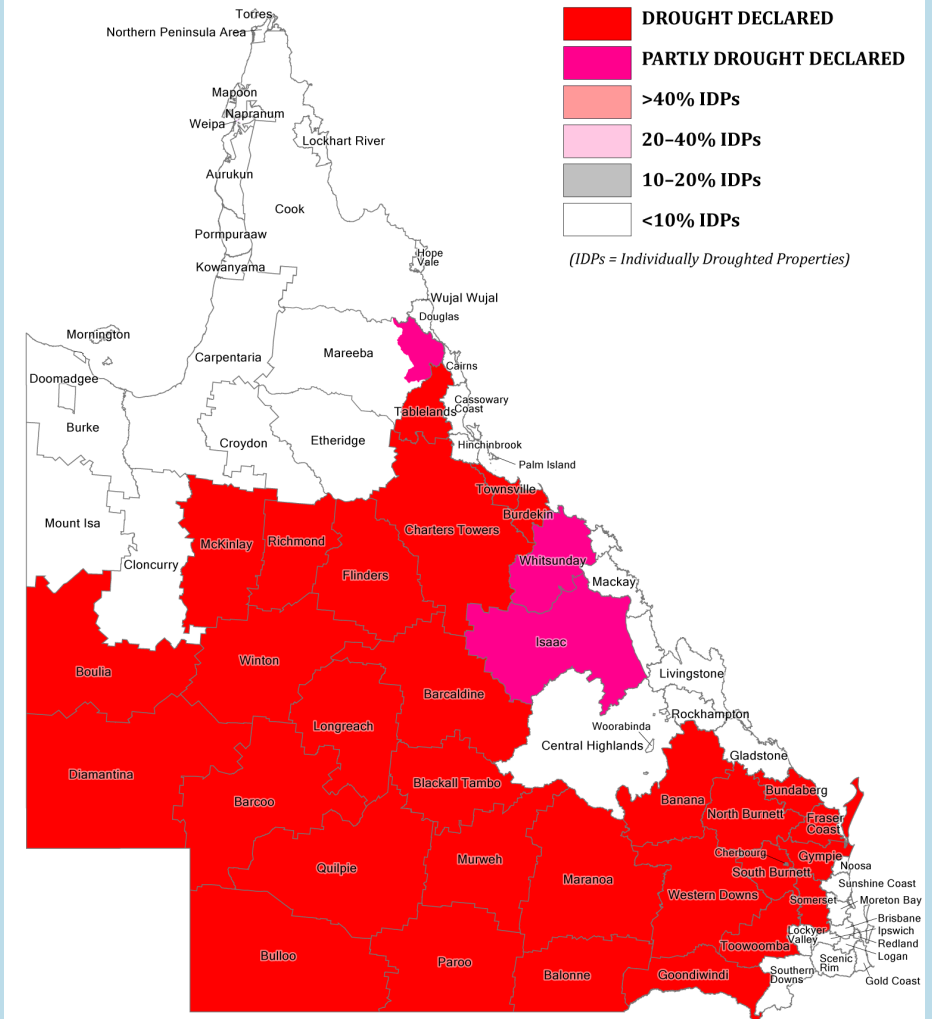 DROUGHT DECLARED
PARTLY DROUGHT DECLARED
>40% IDPs
20–40% IDPs
10–20% IDPs
<10% IDPs
(IDPs = Individually Droughted Properties)
Torres
Northern Peninsula Area
Mapoon
Napranum
Weipa
Lockhart River
Aurukun
Cook
Pormpuraaw
Hope
Vale
Kowanyama
Wujal Wujal
Douglas
Mornington
Mareeba
Carpentaria
Cairns
Doomadgee
Cassowary
Coast
Tablelands
Burke
Croydon
Etheridge
Hinchinbrook
Palm Island
Townsville
Burdekin
Mount Isa
Charters Towers
McKinlay
Richmond
Cloncurry
Whitsunday
Flinders
Mackay
Isaac
Winton
Boulia
Livingstone
Barcaldine
Rockhampton
Longreach
Woorabinda
Central Highlands
Gladstone
Diamantina
Blackall Tambo
Bundaberg
Barcoo
Banana
North Burnett
Fraser
Coast
Cherbourg
Gympie
Murweh
Noosa
Quilpie
South Burnett
Maranoa
Sunshine Coast
Western Downs
Somerset
Moreton Bay
Brisbane
Lockyer
Valley
Ipswich
Redland
Toowoomba
Logan
Bulloo
Paroo
Scenic
Rim
Balonne
Goondiwindi
Southern
Downs
Gold Coast